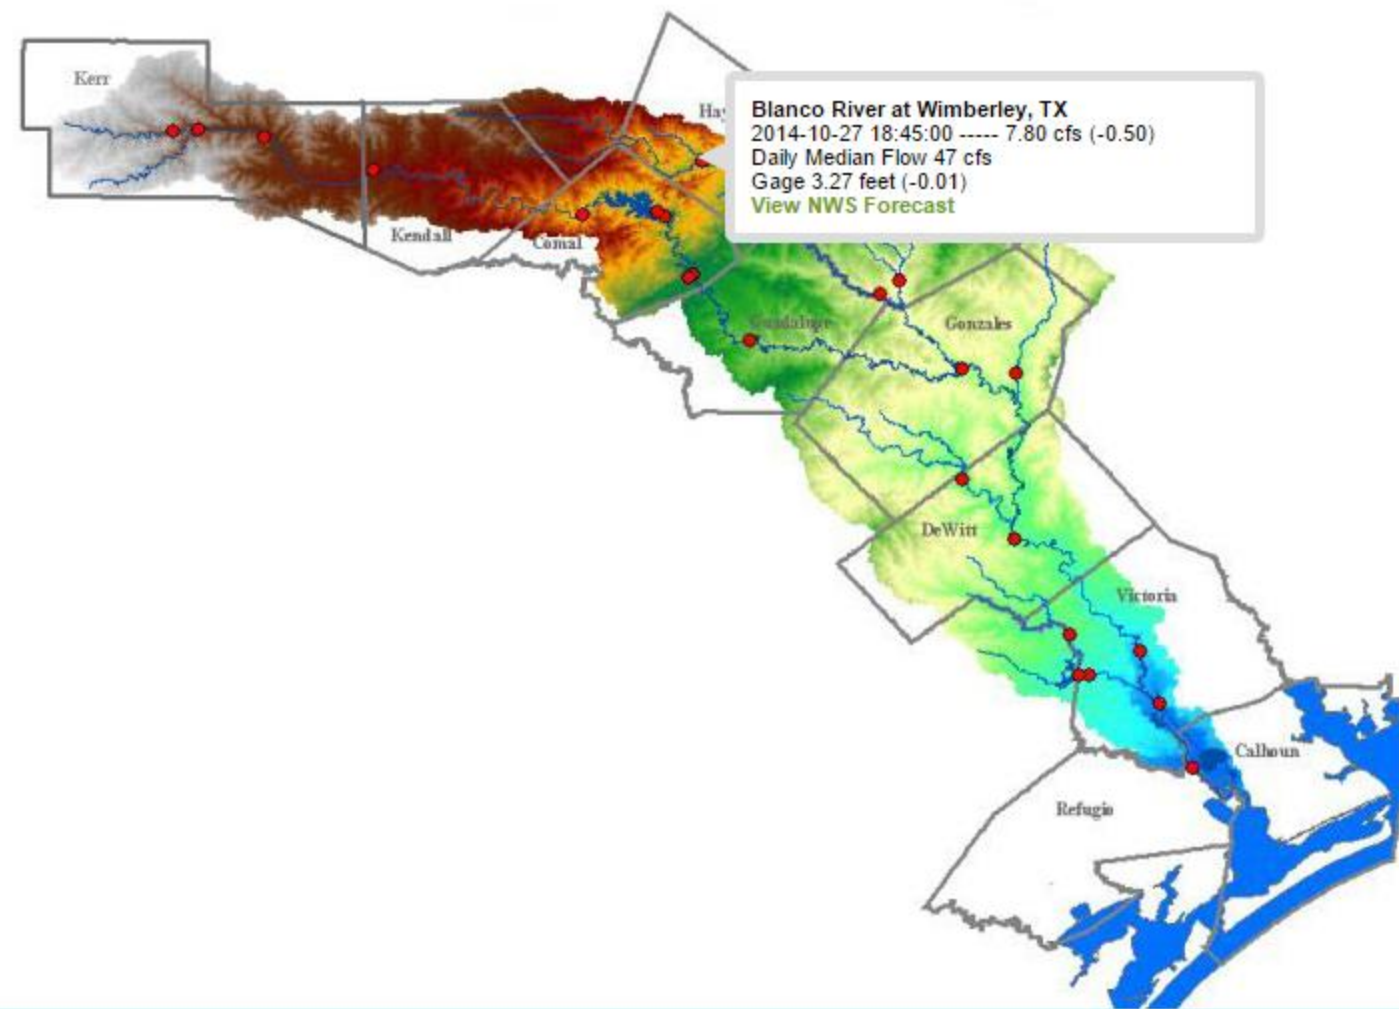 Kerr
Hay
Blanco River at Wimberley, TX
2014-10-27 18:45:00 ----- 7.80 cfs (-0.50)
Daily Median Flow 47 cfs
Gage 3.27 feet (-0.01)
View NWS Forecast
Kendall
Comal
Guadalupe
Gonzales
DeWitt
Victoria
Calhoun
Refugio